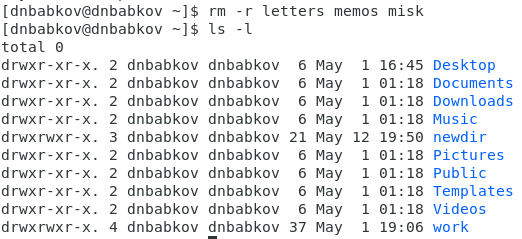 [dnbabkov@dnbabkov ~]$ rm -r letters memos misk
[dnbabkov@dnbabkov ~]$ ls -l
total 0
drwxr-xr-x. 2 dnbabkov dnbabkov  6 May  1 16:45 Desktop
drwxr-xr-x. 2 dnbabkov dnbabkov  6 May  1 01:18 Documents
drwxr-xr-x. 2 dnbabkov dnbabkov  6 May  1 01:18 Downloads
drwxr-xr-x. 2 dnbabkov dnbabkov  6 May  1 01:18 Music
drwxrwxr-x. 3 dnbabkov dnbabkov 21 May 12 19:50 newdir
drwxr-xr-x. 2 dnbabkov dnbabkov  6 May  1 01:18 Pictures
drwxr-xr-x. 2 dnbabkov dnbabkov  6 May  1 01:18 Public
drwxr-xr-x. 2 dnbabkov dnbabkov  6 May  1 01:18 Templates
drwxr-xr-x. 2 dnbabkov dnbabkov  6 May  1 01:18 Videos
drwxrwxr-x. 4 dnbabkov dnbabkov 37 May  1 19:06 work